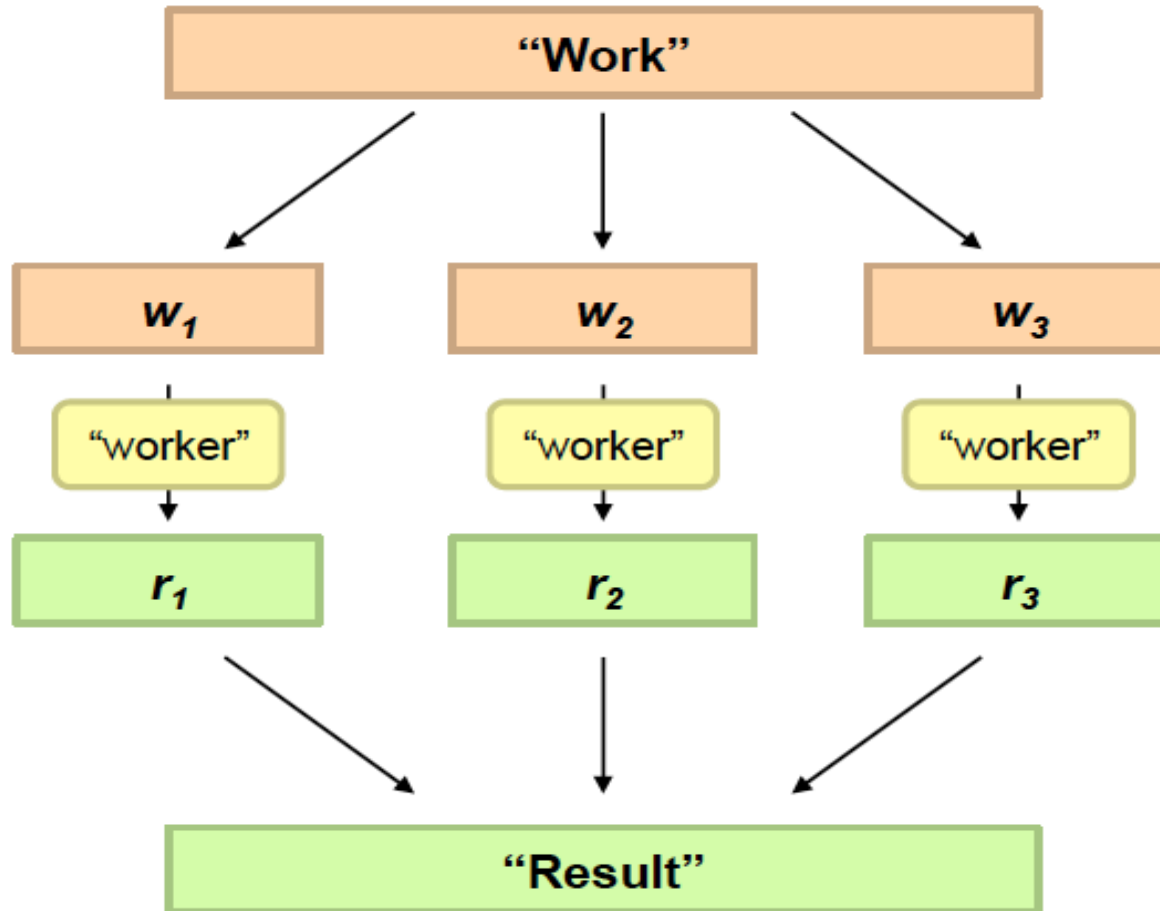 “Work”
w₁ w₂ w₃
“worker” “worker” “worker”
r₁ r₂ r₃
“Result”